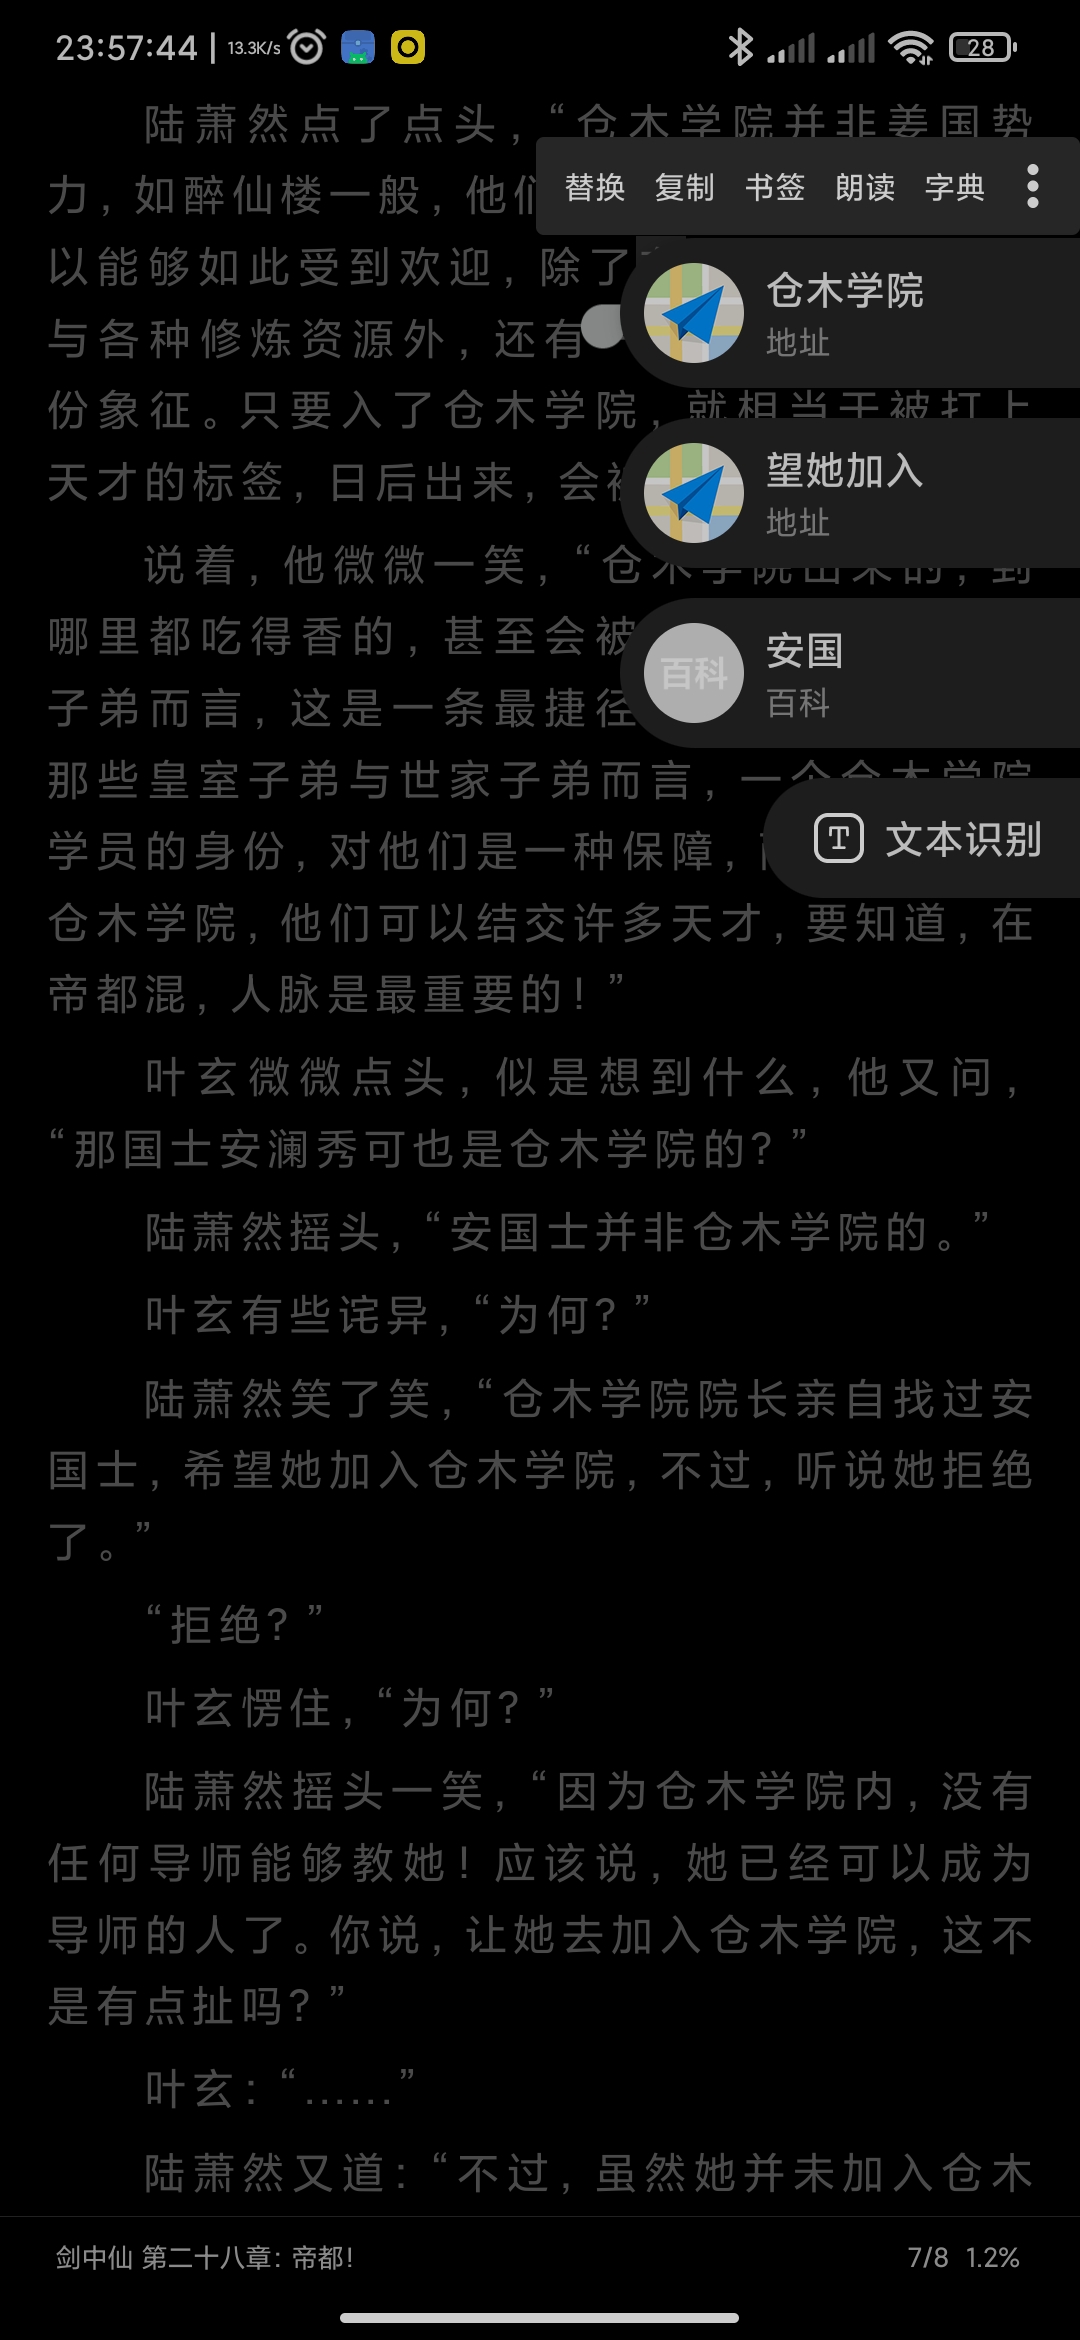 23:57:44 | 13.3K/s 28
陆萧然点了点头，“仓木学院并非姜国势
力，如醉仙楼一般，他们
替换 复制 书签 朗读 字典
以能够如此受到欢迎，除了
仓木学院
地址
与各种修炼资源外，还有
份象征。只要入了仓木学院，就相当于被打上
望她加入
地址
天才的标签，日后出来，会被
说着，他微微一笑，“仓木学院出来的，到
哪里都吃得香的，甚至会被
安国
百科
百科
子弟而言，这是一条最捷径
那些皇室子弟与世家子弟而言，一个仓木学院
文本识别
学员的身份，对他们是一种保障，
仓木学院，他们可以结交许多天才，要知道，在
帝都混，人脉是最重要的！”
叶玄微微点头，似是想到什么，他又问，
“那国士安澜秀可也是仓木学院的？”
陆萧然摇头，“安国士并非仓木学院的。”
叶玄有些诧异，“为何？”
陆萧然笑了笑，“仓木学院院长亲自找过安
国士，希望她加入仓木学院，不过，听说她拒绝
了。”
“拒绝？”
叶玄愣住，“为何？”
陆萧然摇头一笑，“因为仓木学院内，没有
任何导师能够教她！应该说，她已经可以成为
导师的人了。你说，让她去加入仓木学院，这不
是有点扯吗？”
叶玄：“……”
陆萧然又道：“不过，虽然她并未加入仓木
剑中仙 第二十八章：帝都！ 7/8 1.2%